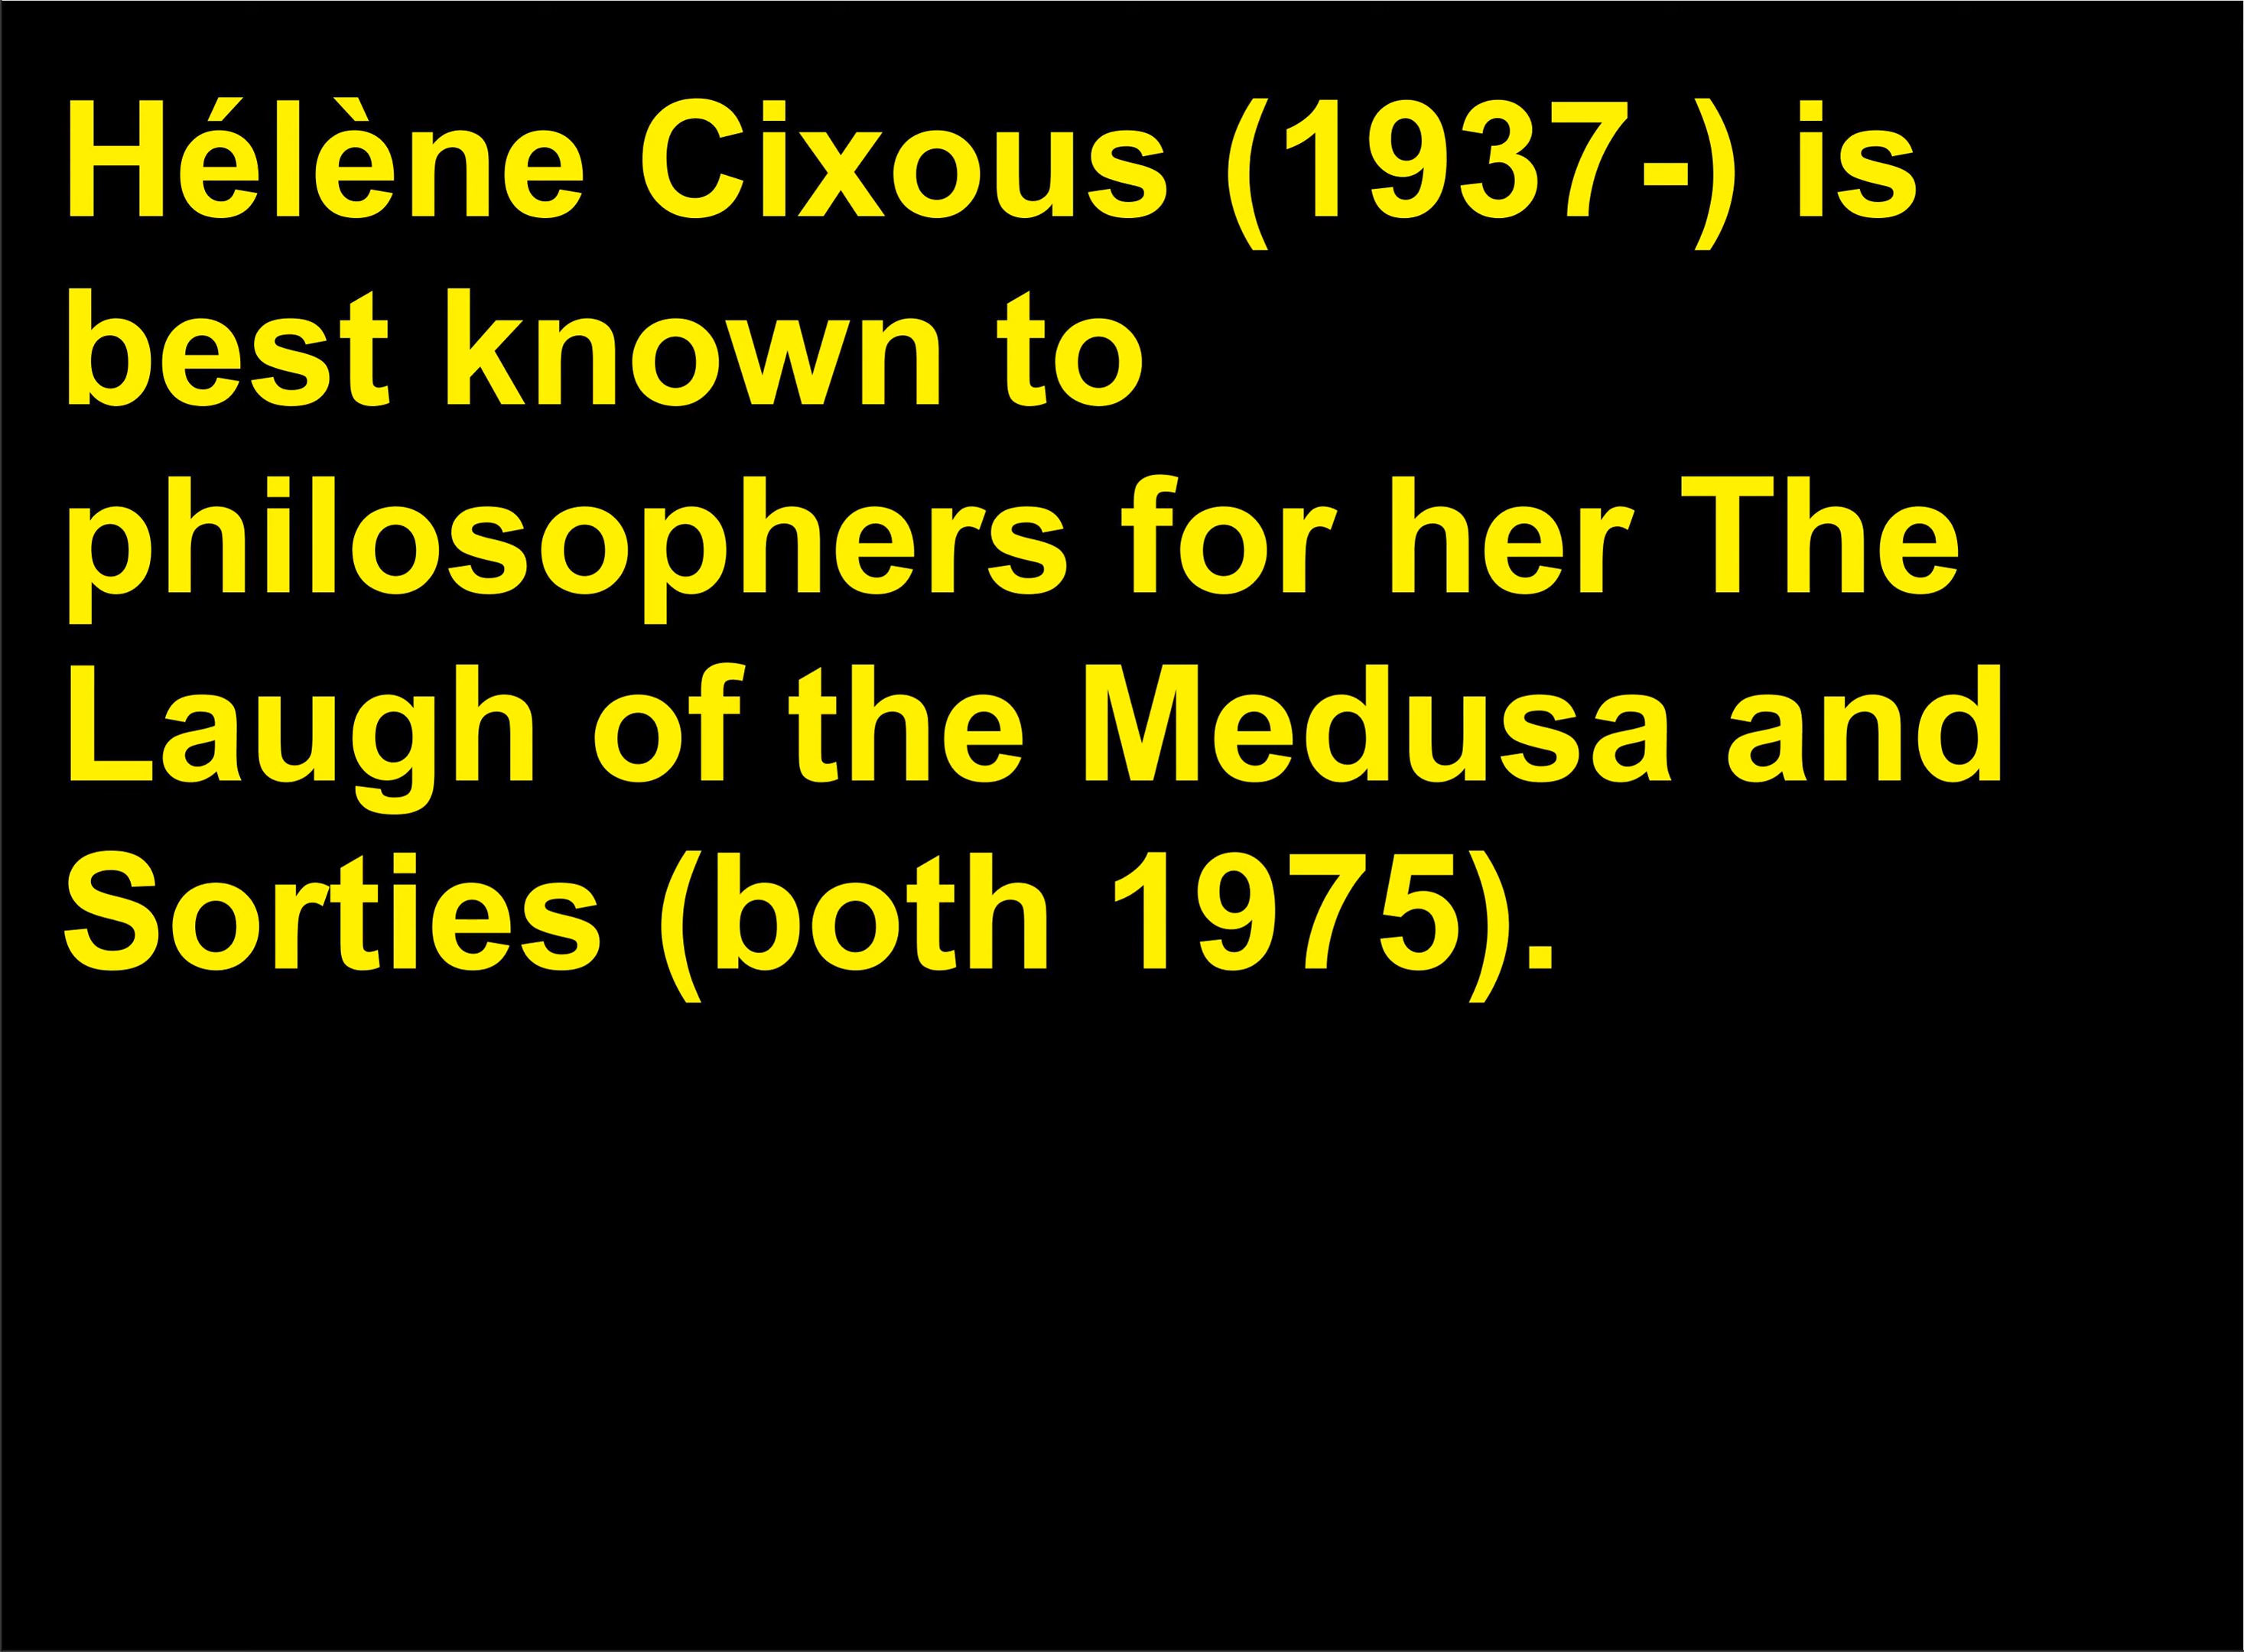 Hélène Cixous (1937-) is
best known to
philosophers for her The
Laugh of the Medusa and
Sorties (both 1975).